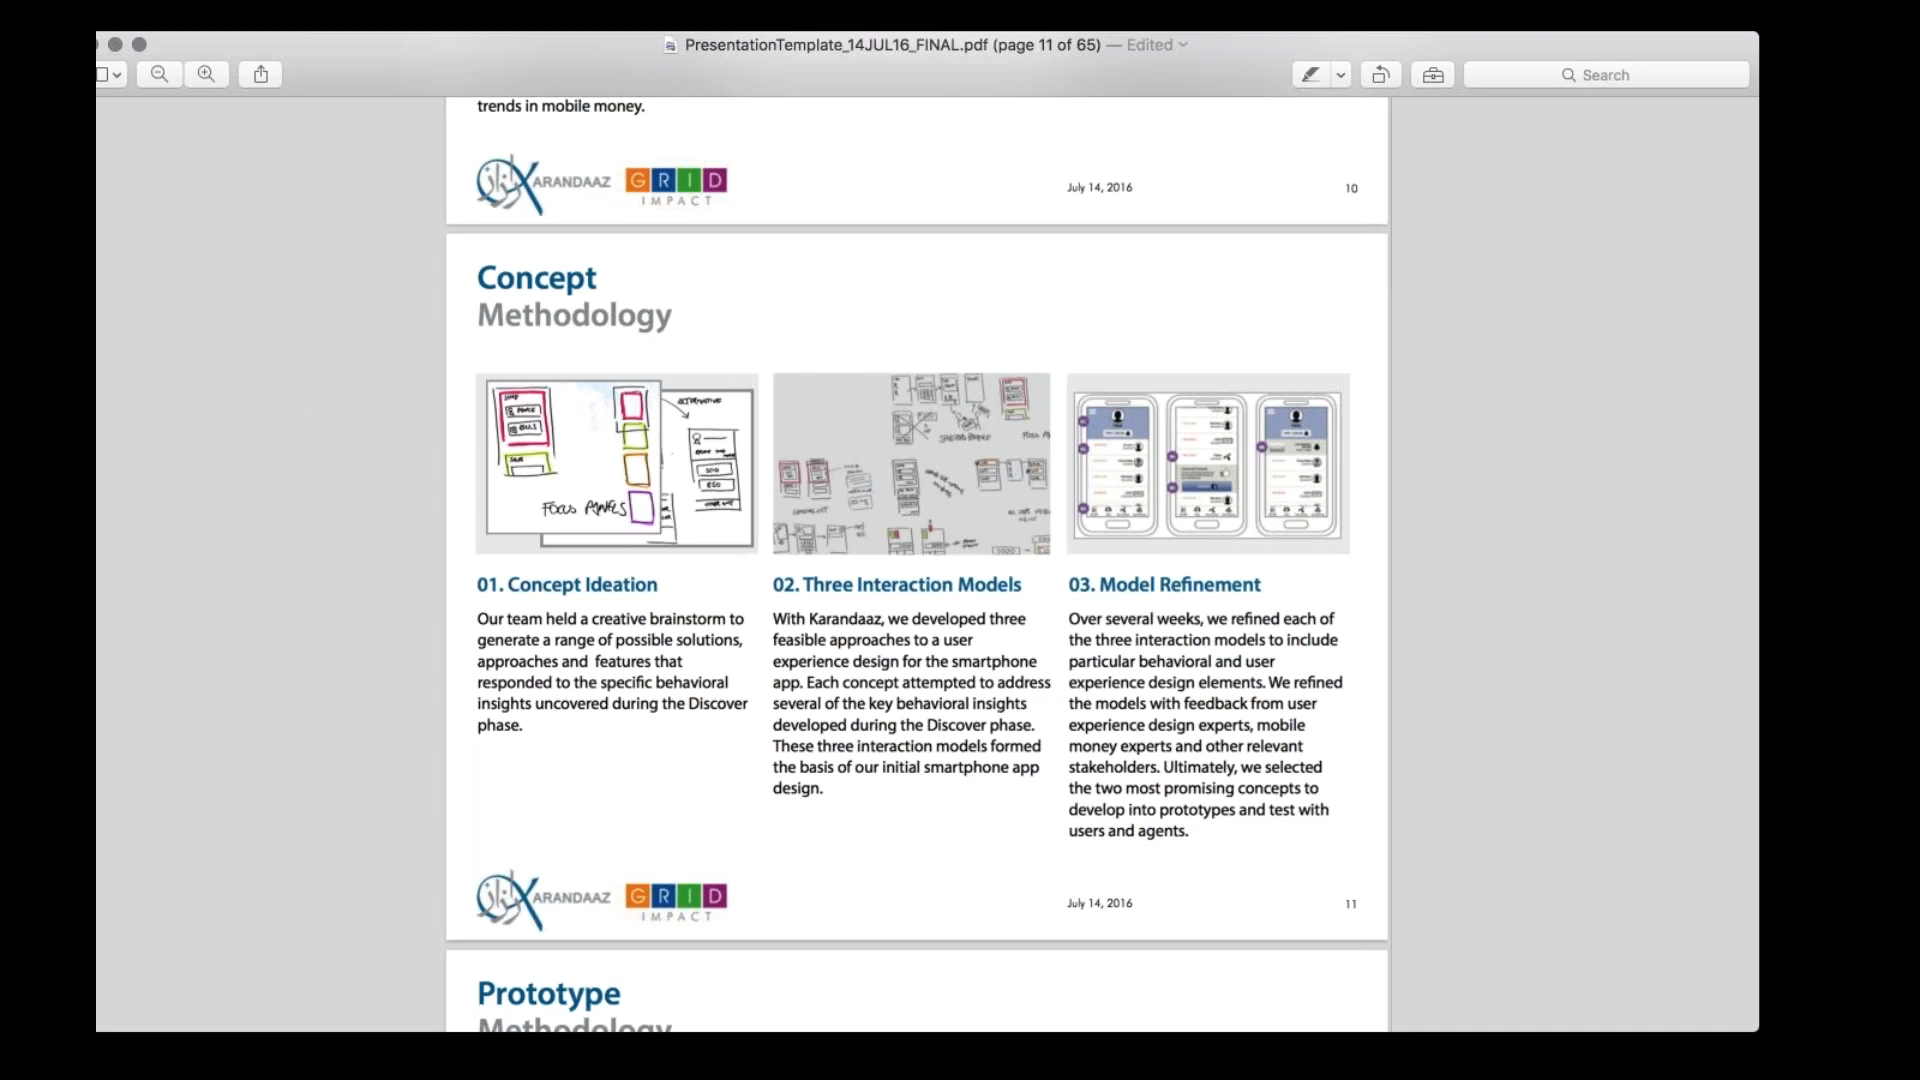 PresentationTemplate_14JUL16_FINAL.pdf (page 11 of 65) — Edited
Search
trends in mobile money.
KARANDAAZ GRID
IMPACT
July 14, 2016
10
Concept
Methodology
ALTERNATIVE
FOCUS PANELS
01. Concept Ideation
Our team held a creative brainstorm to
generate a range of possible solutions,
approaches and features that
responded to the specific behavioral
insights uncovered during the Discover
phase.
02. Three Interaction Models
With Karandaaz, we developed three
feasible approaches to a user
experience design for the smartphone
app. Each concept attempted to address
several of the key behavioral insights
developed during the Discover phase.
These three interaction models formed
the basis of our initial smartphone app
design.
03. Model Refinement
Over several weeks, we refined each of
the three interaction models to include
particular behavioral and user
experience design elements. We refined
the models with feedback from user
experience design experts, mobile
money experts and other relevant
stakeholders. Ultimately, we selected
the two most promising concepts to
develop into prototypes and test with
users and agents.
KARANDAAZ GRID
IMPACT
July 14, 2016
11
Prototype
Methodology